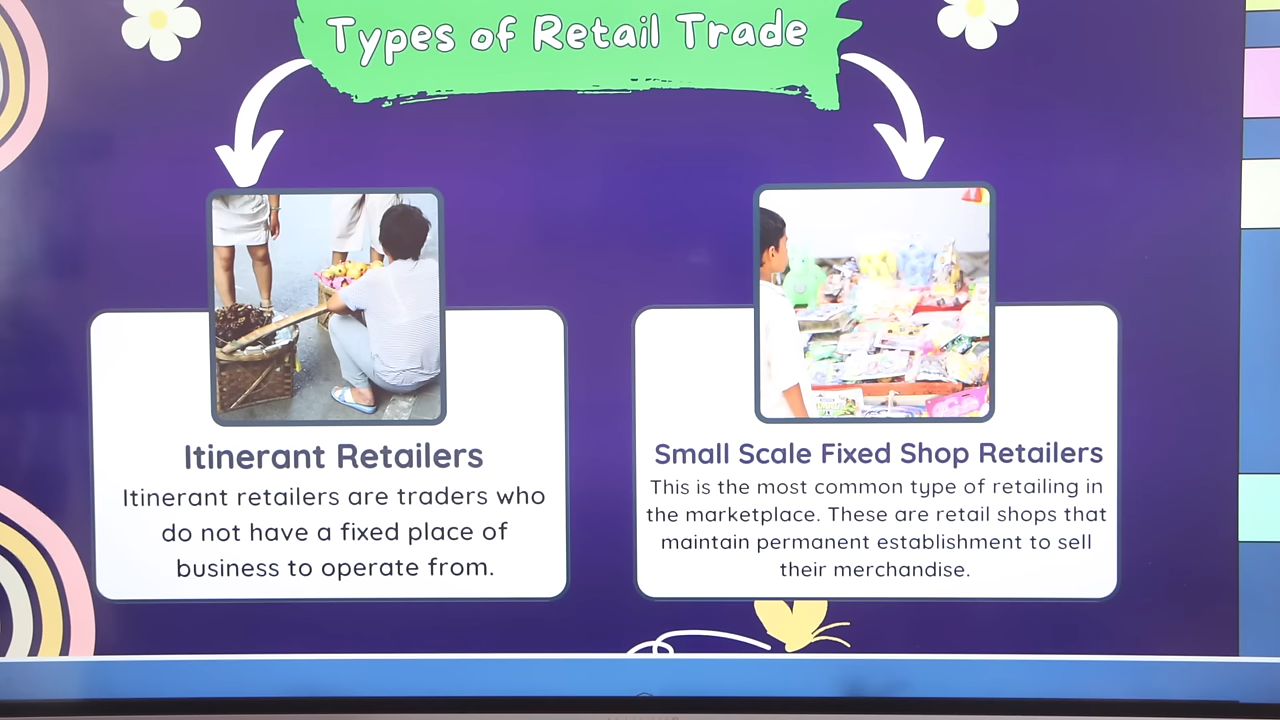 Types of Retail Trade
Itinerant Retailers
Itinerant retailers are traders who
do not have a fixed place of
business to operate from.
Small Scale Fixed Shop Retailers
This is the most common type of retailing in
the marketplace. These are retail shops that
maintain permanent establishment to sell
their merchandise.